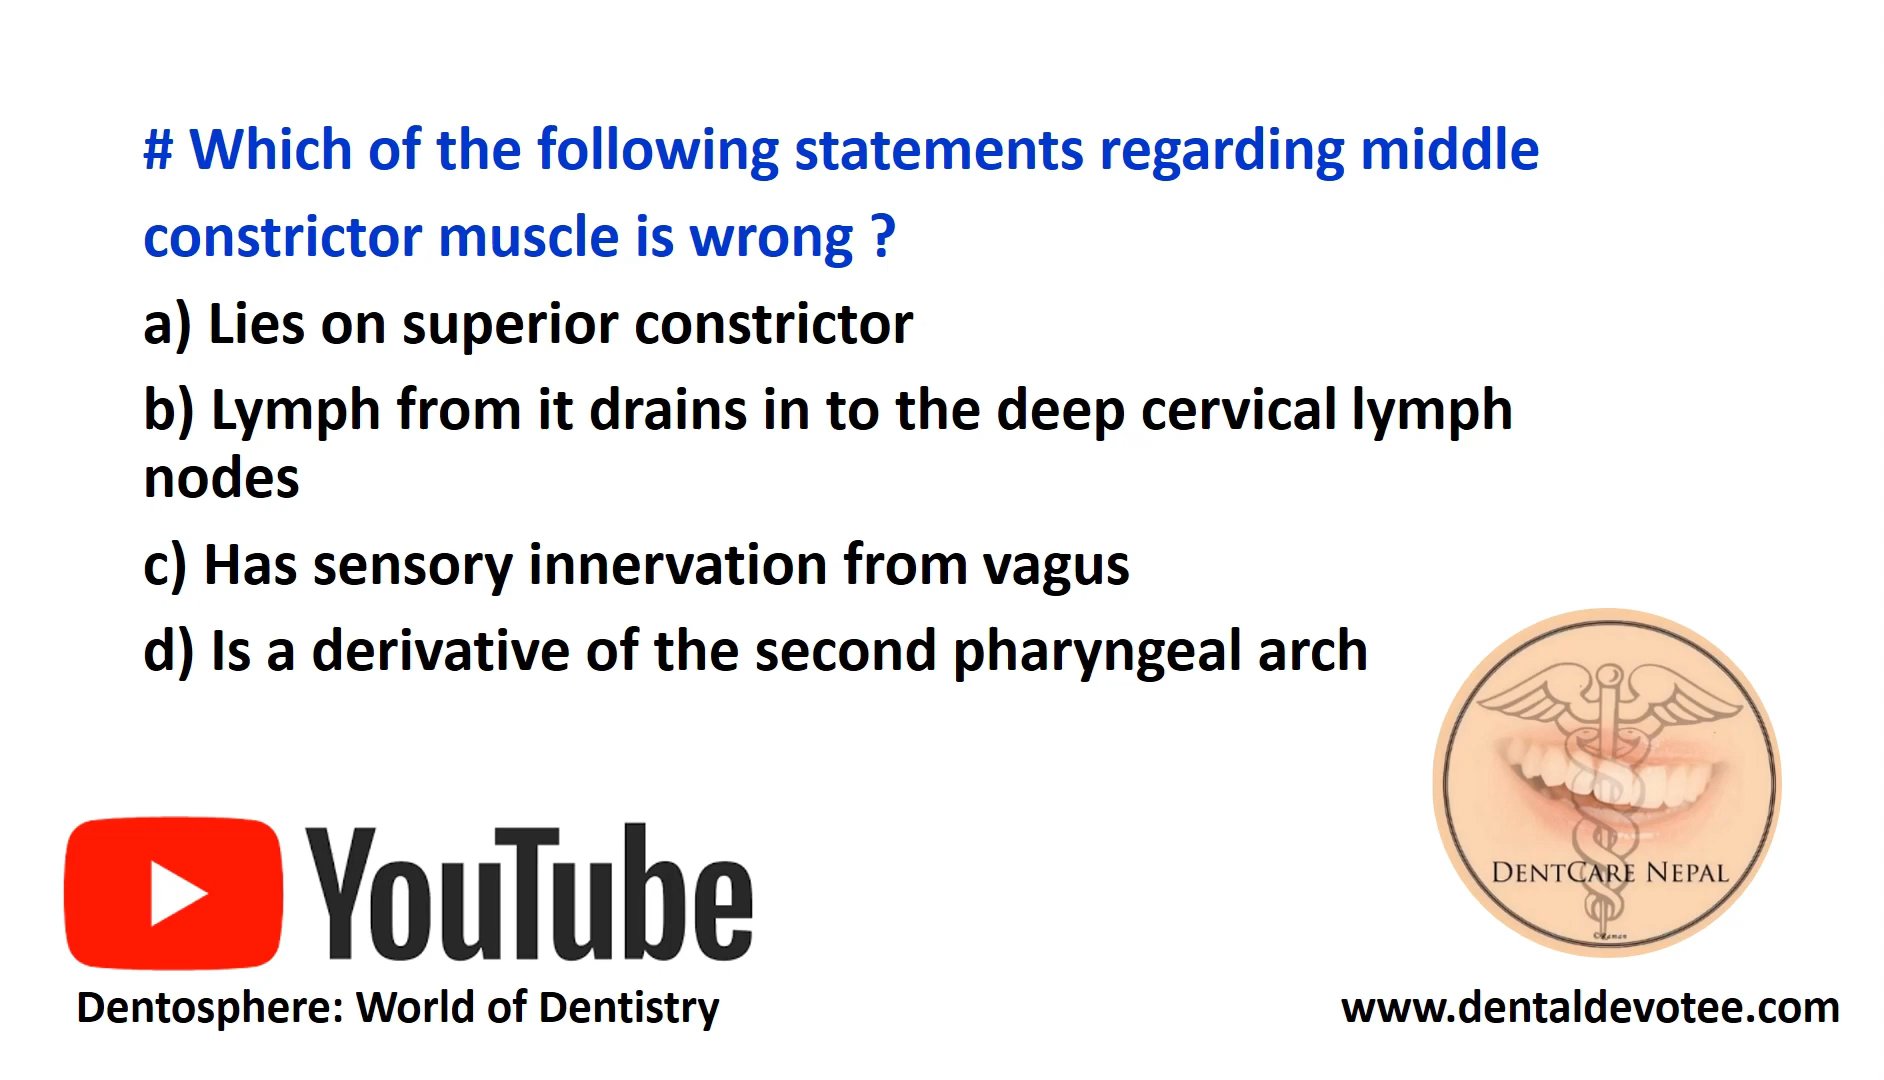 # Which of the following statements regarding middle
constrictor muscle is wrong ?
a) Lies on superior constrictor
b) Lymph from it drains in to the deep cervical lymph
nodes
c) Has sensory innervation from vagus
d) Is a derivative of the second pharyngeal arch
DENTCARE NEPAL
YouTube
Dentosphere: World of Dentistry
www.dentaldevotee.com